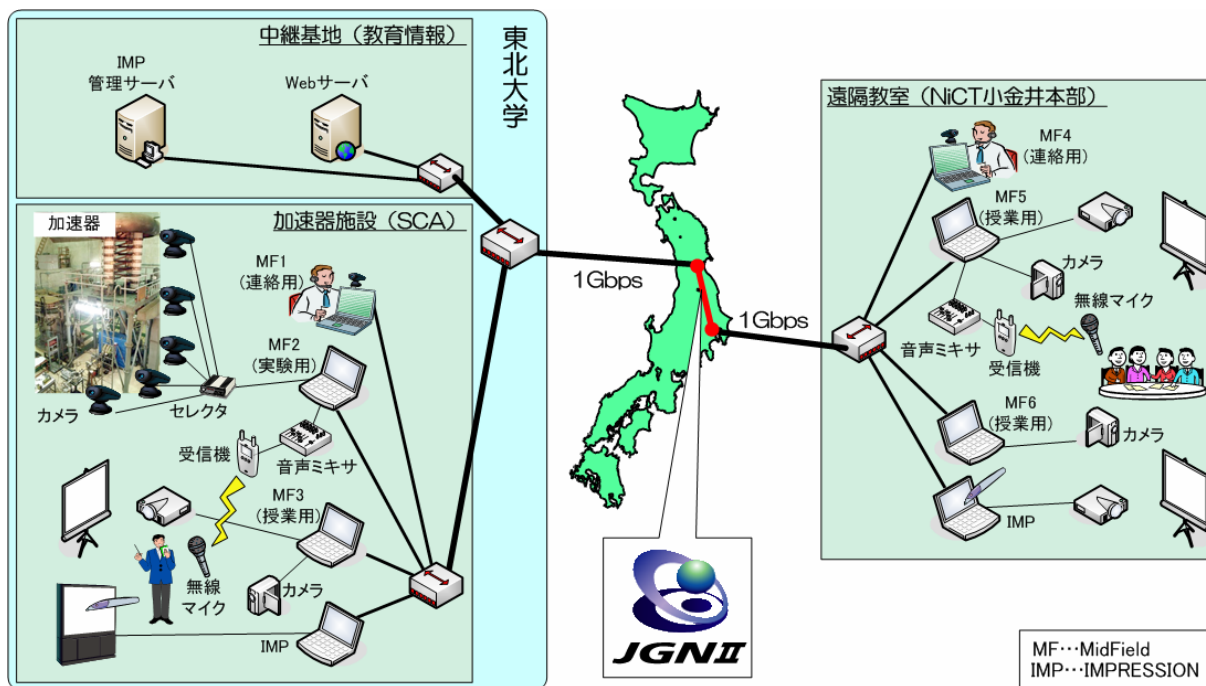 中継基地（教育情報）
IMP
管理サーバ
Webサーバ
東北大学
加速器施設（SCA）
加速器
MF1
（連絡用）
MF2
（実験用）
カメラ
セレクタ
受信機
音声ミキサ
MF3
（授業用）
無線
マイク
カメラ
IMP
1Gbps
1Gbps
JGNⅡ
遠隔教室（NiCT小金井本部）
MF4
（連絡用）
MF5
（授業用）
カメラ
無線マイク
音声ミキサ
受信機
MF6
（授業用）
カメラ
IMP
MF…MidField
IMP…IMPRESSION